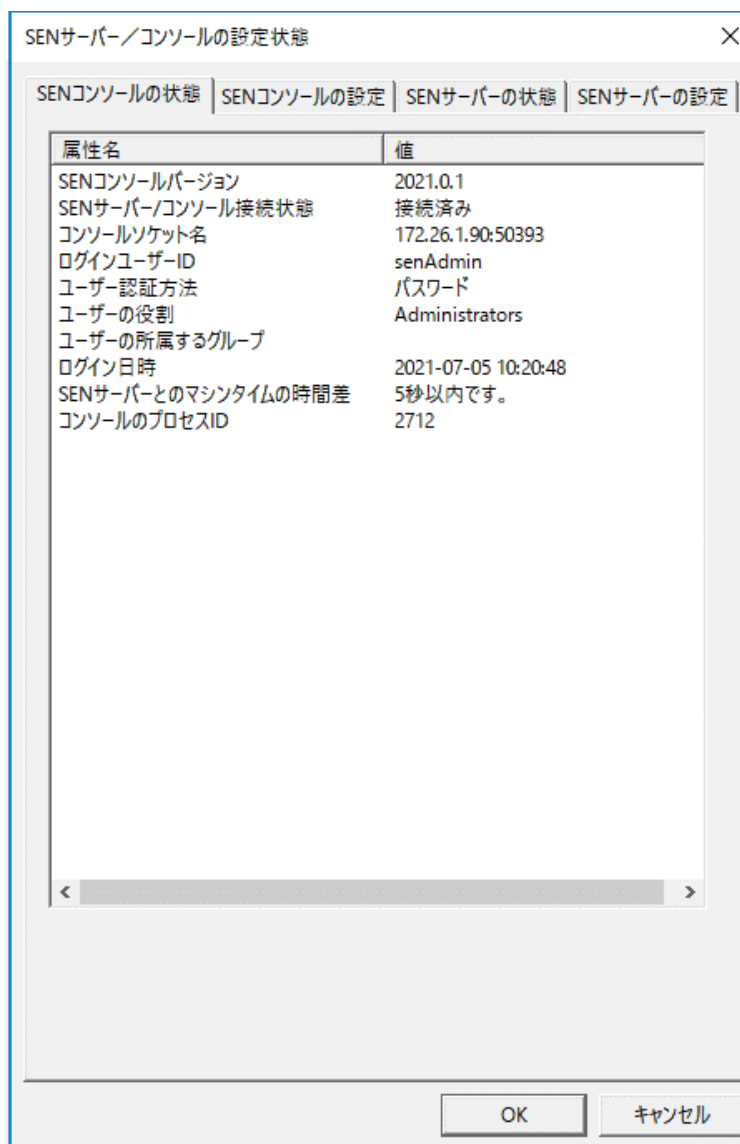 SENサーバー／コンソールの設定状態
SENコンソールの状態 SENコンソールの設定 SENサーバーの状態 SENサーバーの設定
属性名 値
SENコンソールバージョン 2021.0.1
SENサーバー/コンソール接続状態 接続済み
コンソールソケット名 172.26.1.90:50393
ログインユーザーID senAdmin
ユーザー認証方法 パスワード
ユーザーの役割 Administrators
ユーザーの所属するグループ
ログイン日時 2021-07-05 10:20:48
SENサーバーとのマシンタイムの時間差 5秒以内です。
コンソールのプロセスID 2712
OK キャンセル